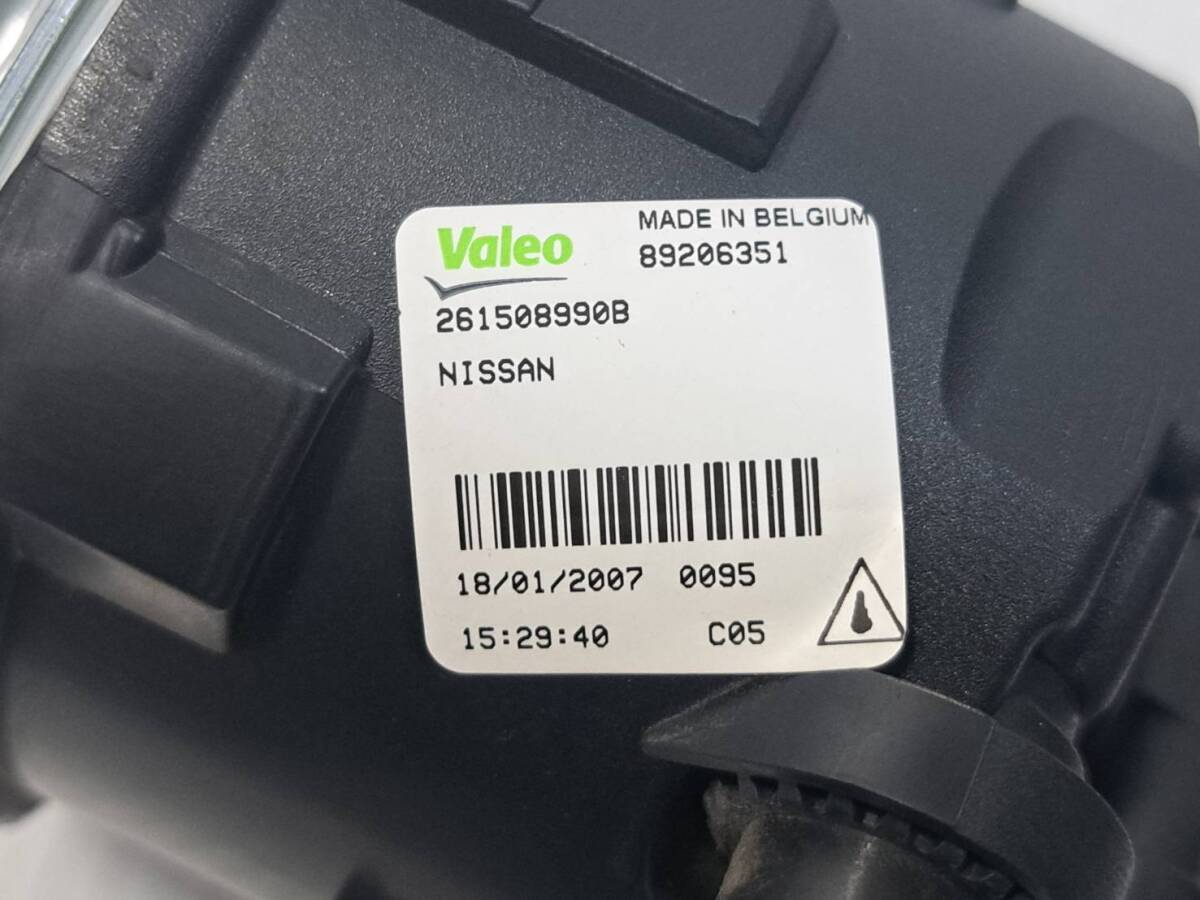 Valeo
MADE IN BELGIUM
89206351
261508990B
NISSAN
18/01/2007 0095
15:29:40 C05